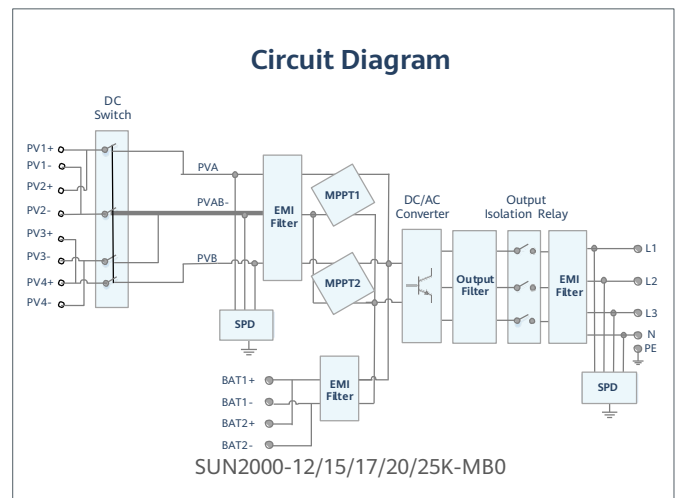 Circuit Diagram
DC
Switch
PV1+
PV1-
PV2+
PV2-
PV3+
PV3-
PV4+
PV4-
PVA
PVAB-
PVB
EMI
Filter
MPPT1
MPPT2
SPD
DC/AC
Converter
Output
Filter
Output
Isolation Relay
EMI
Filter
L1
L2
L3
N
PE
SPD
BAT1+
BAT1-
BAT2+
BAT2-
EMI
Filter
SUN2000-12/15/17/20/25K-MB0